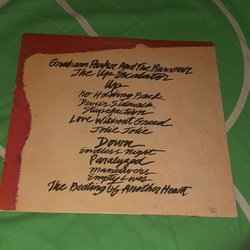 Graham Parker And The Rumour
The Up Escalator
Up
No Holding Back
Devil's Sidewalk
Stupefaction
Love Without Greed
Jolie Jolie
Down
Endless Night
Paralyzed
Maneuvers
Empty Lives
The Beating Of Another Heart